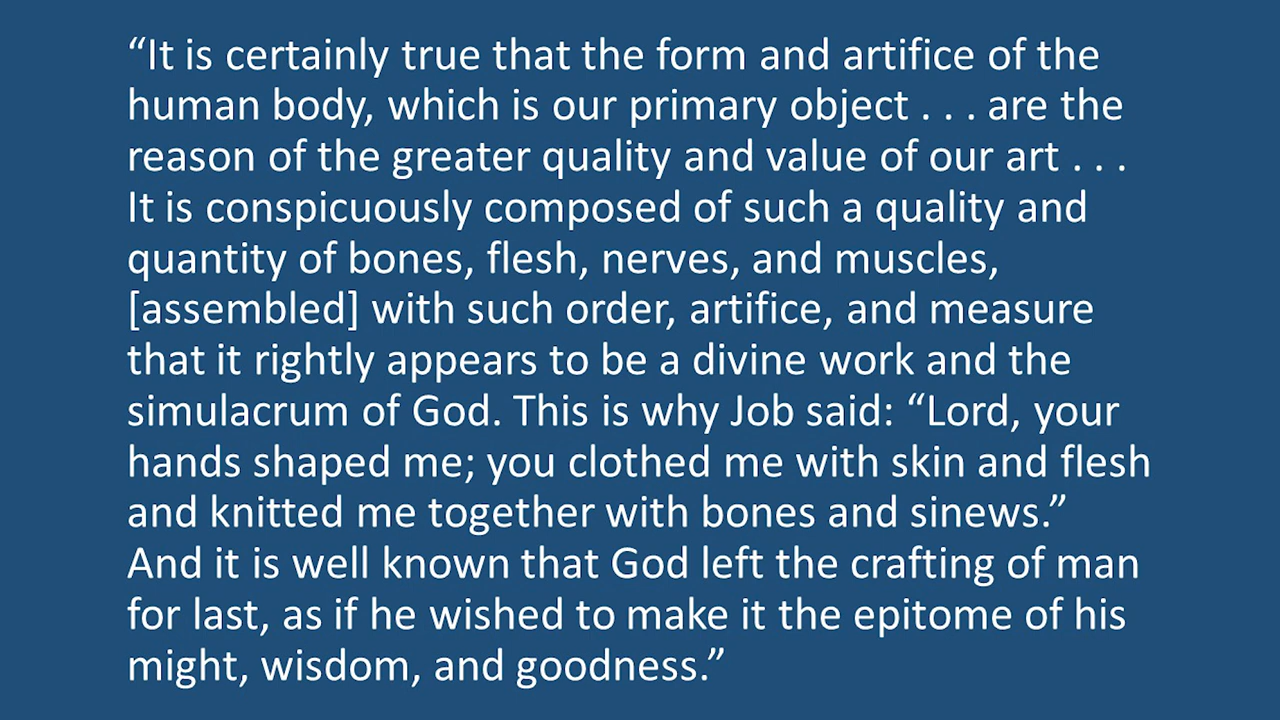 “It is certainly true that the form and artifice of the
human body, which is our primary object . . . are the
reason of the greater quality and value of our art . . .
It is conspicuously composed of such a quality and
quantity of bones, flesh, nerves, and muscles,
[assembled] with such order, artifice, and measure
that it rightly appears to be a divine work and the
simulacrum of God. This is why Job said: “Lord, your
hands shaped me; you clothed me with skin and flesh
and knitted me together with bones and sinews.”
And it is well known that God left the crafting of man
for last, as if he wished to make it the epitome of his
might, wisdom, and goodness.”